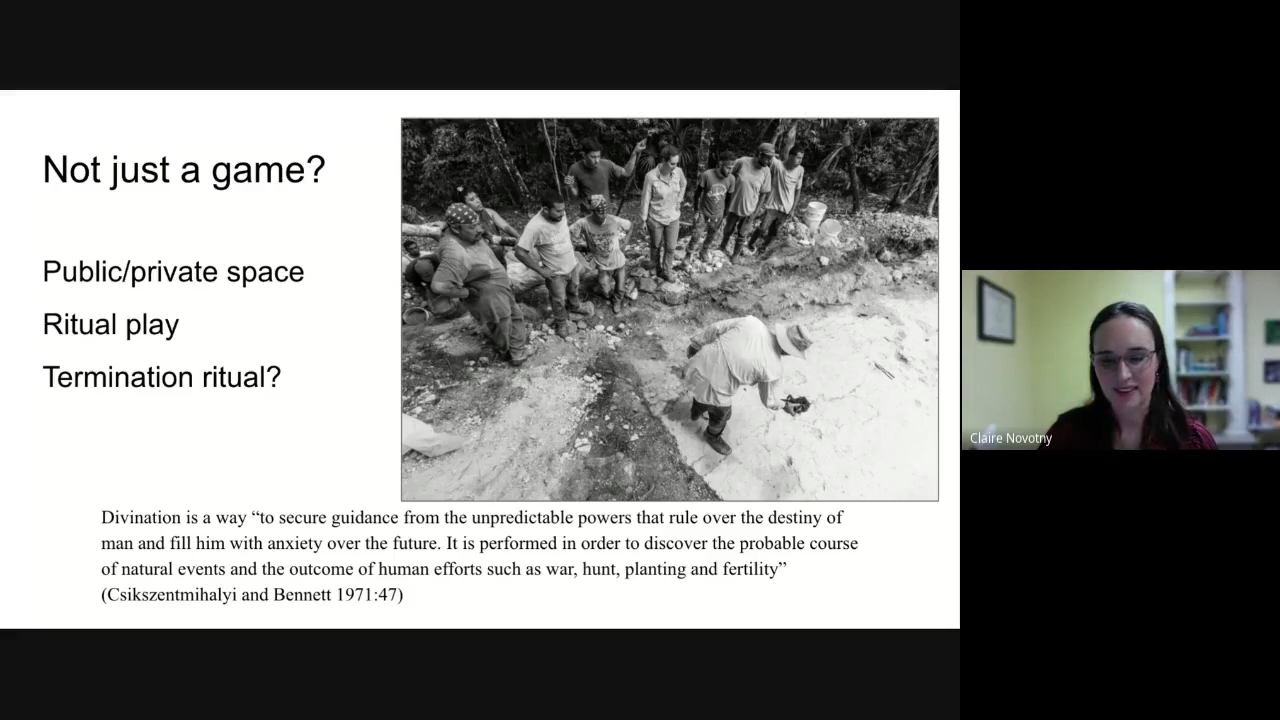 Not just a game?
Public/private space
Ritual play
Termination ritual?
Divination is a way “to secure guidance from the unpredictable powers that rule over the destiny of
man and fill him with anxiety over the future. It is performed in order to discover the probable course
of natural events and the outcome of human efforts such as war, hunt, planting and fertility”
(Csikszentmihalyi and Bennett 1971:47)
Claire Novotny